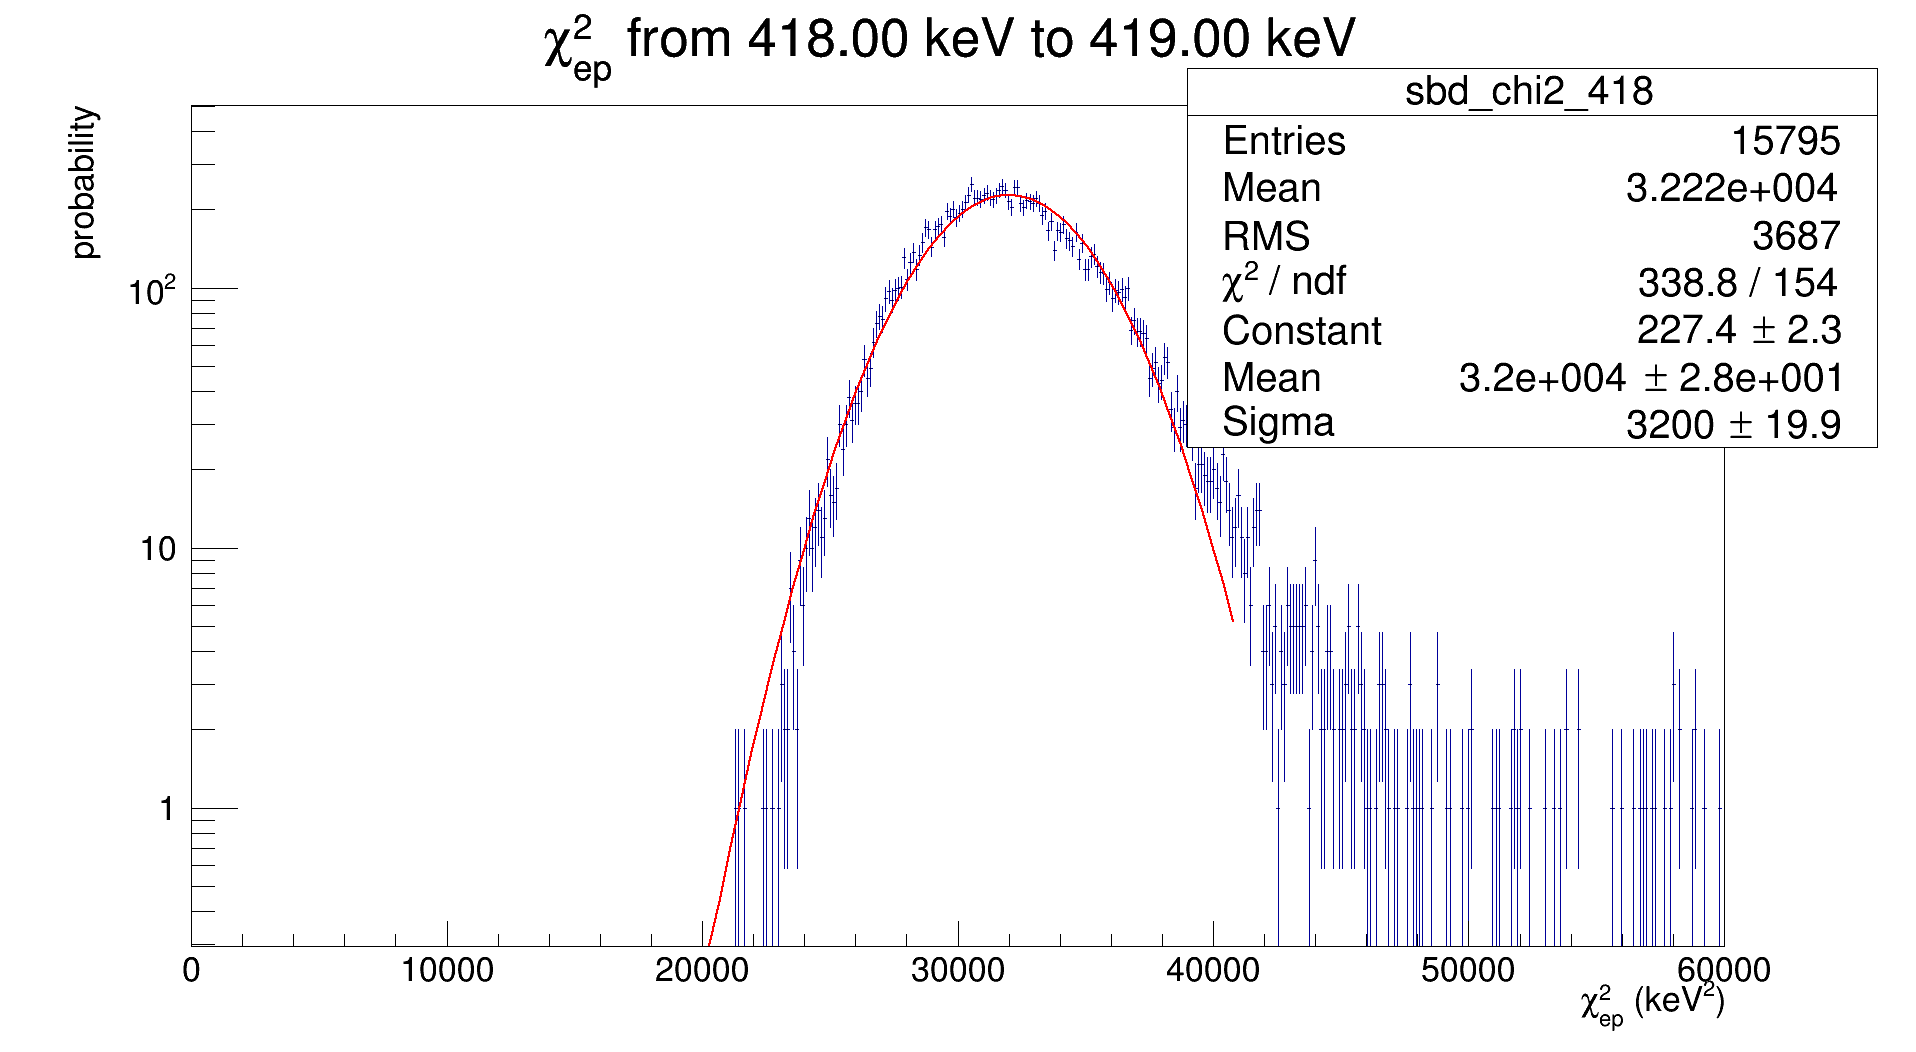 χ²ep from 418.00 keV to 419.00 keV
sbd_chi2_418
Entries 15795
Mean 3.222e+004
RMS 3687
χ² / ndf 338.8 / 154
Constant 227.4 ± 2.3
Mean 3.2e+004 ± 2.8e+001
Sigma 3200 ± 19.9
probability
10²
10
1
0 10000 20000 30000 40000 50000 60000
χ²ep (keV²)